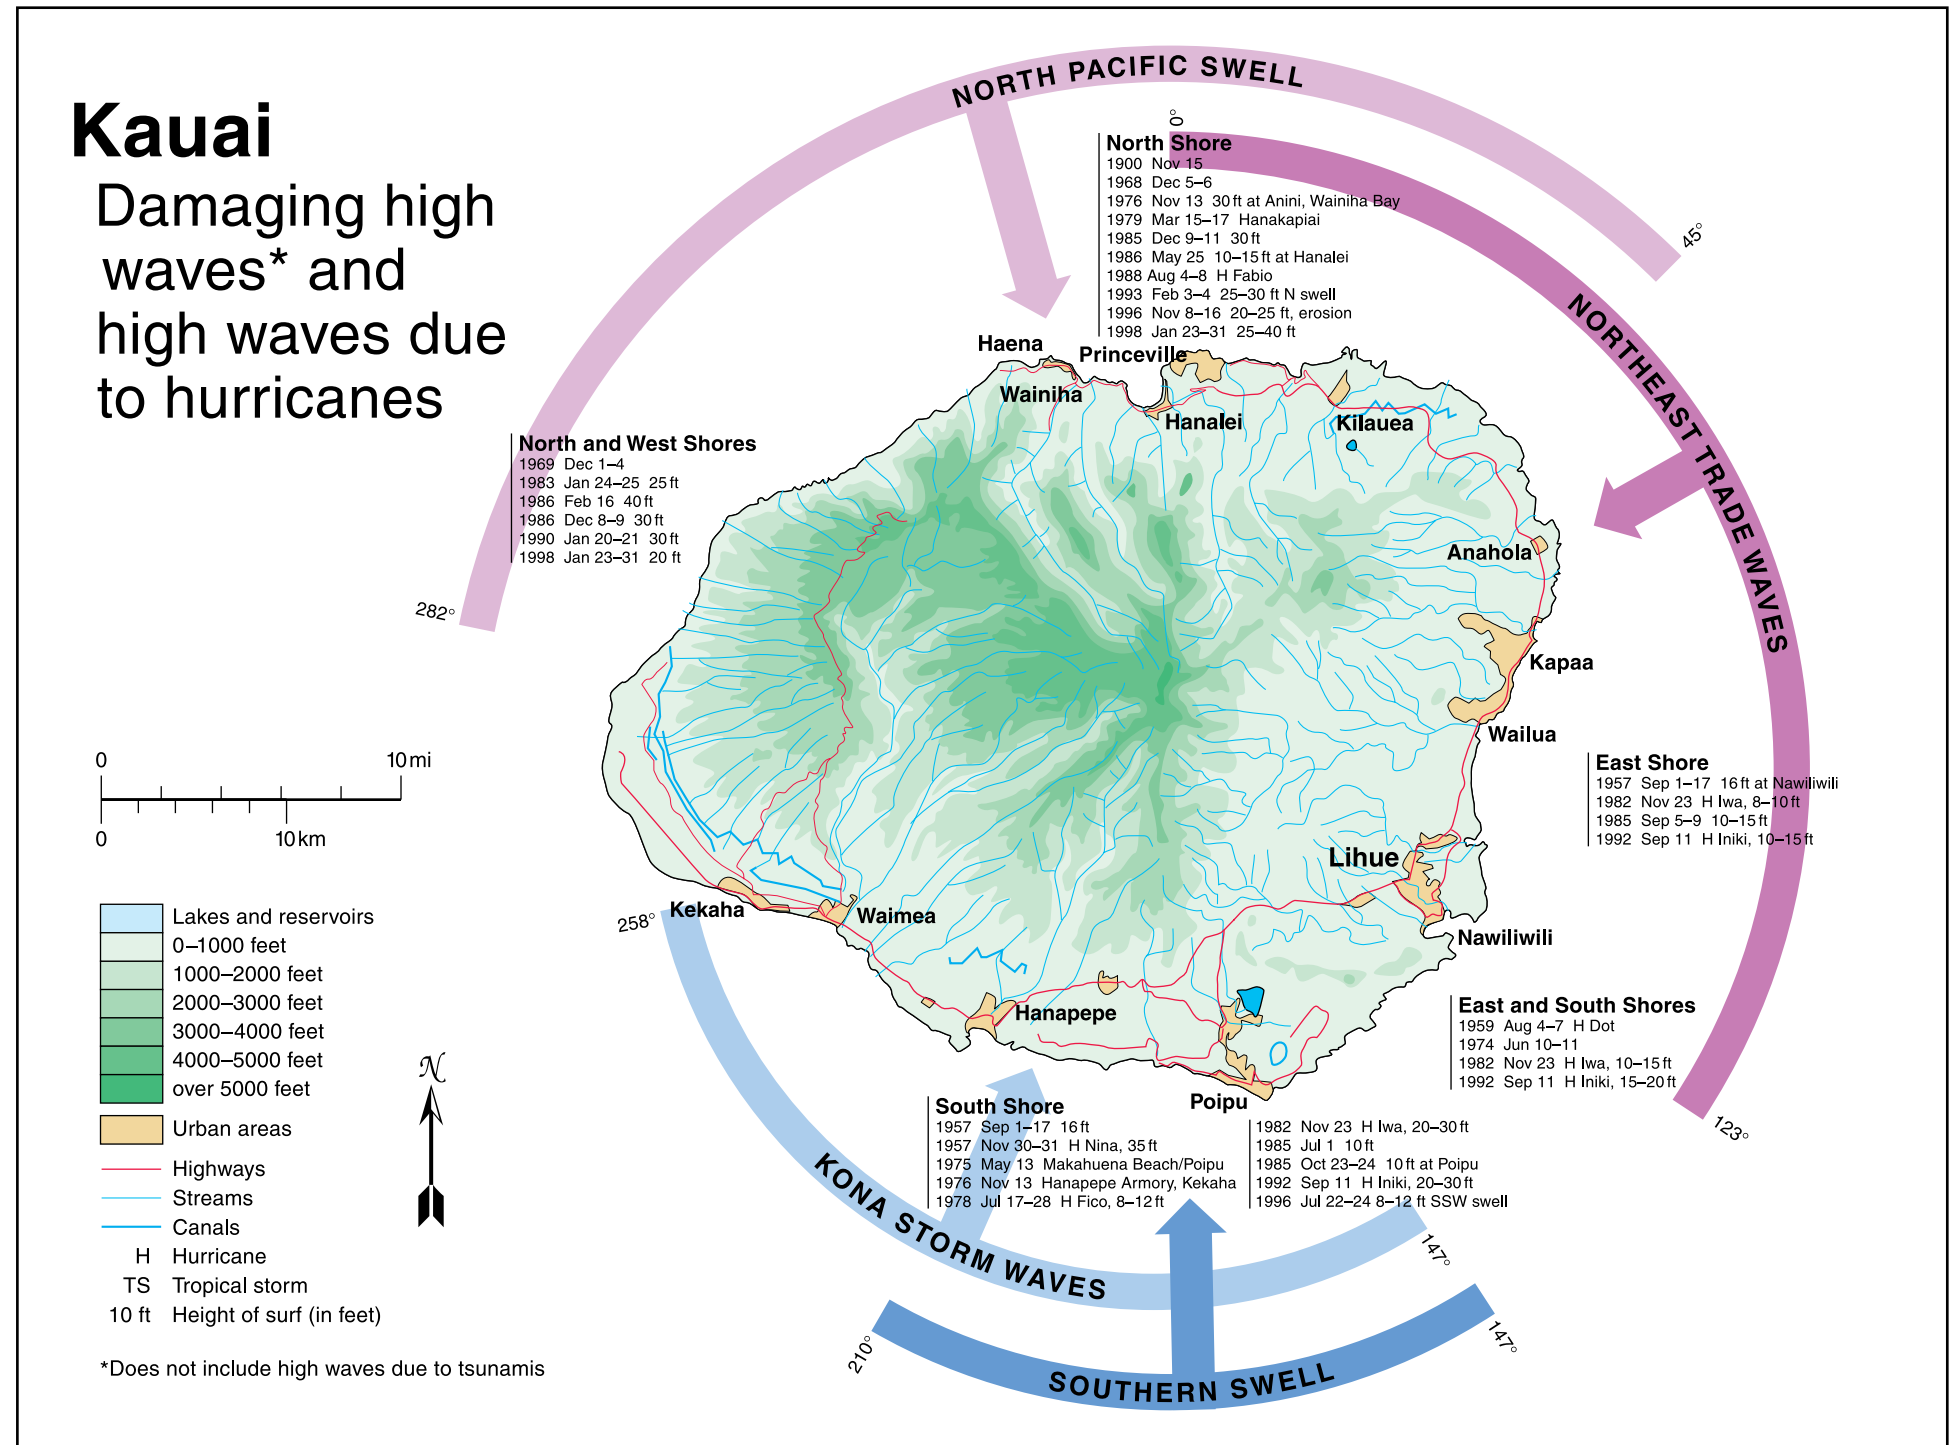 Kauai
Damaging high
waves* and
high waves due
to hurricanes
NORTH PACIFIC SWELL
0°
45°
282°
NORTHEAST TRADE WAVES
123°
North Shore
1900 Nov 15
1968 Dec 5–6
1976 Nov 13 30 ft at Anini, Wainiha Bay
1979 Mar 15–17 Hanakapiai
1985 Dec 9–11 30 ft
1986 May 25 10–15 ft at Hanalei
1988 Aug 4–8 H Fabio
1993 Feb 3–4 25–30 ft N swell
1996 Nov 8–16 20–25 ft, erosion
1998 Jan 23–31 25–40 ft
North and West Shores
1969 Dec 1–4
1983 Jan 24–25 25 ft
1986 Feb 16 40 ft
1986 Dec 8–9 30 ft
1990 Jan 20–21 30 ft
1998 Jan 23–31 20 ft
Haena
Princeville
Wainiha
Hanalei
Kilauea
Anahola
Kapaa
Wailua
Lihue
Nawiliwili
Kekaha
Waimea
Hanapepe
Poipu
East Shore
1957 Sep 1–17 16 ft at Nawiliwili
1982 Nov 23 H Iwa, 8–10 ft
1985 Sep 5–9 10–15 ft
1992 Sep 11 H Iniki, 10–15 ft
East and South Shores
1959 Aug 4–7 H Dot
1974 Jun 10–11
1982 Nov 23 H Iwa, 10–15 ft
1992 Sep 11 H Iniki, 15–20 ft
South Shore
1957 Sep 1–17 16 ft
1957 Nov 30–31 H Nina, 35 ft
1975 May 13 Makahuena Beach/Poipu
1976 Nov 13 Hanapepe Armory, Kekaha
1978 Jul 17–28 H Fico, 8–12 ft
1982 Nov 23 H Iwa, 20–30 ft
1985 Jul 1 10 ft
1985 Oct 23–24 10 ft at Poipu
1992 Sep 11 H Iniki, 20–30 ft
1996 Jul 22–24 8–12 ft SSW swell
258°
KONA STORM WAVES
147°
210°
SOUTHERN SWELL
147°
0 10 mi
0 10 km
Lakes and reservoirs
0–1000 feet
1000–2000 feet
2000–3000 feet
3000–4000 feet
4000–5000 feet
over 5000 feet
Urban areas
Highways
Streams
Canals
H Hurricane
TS Tropical storm
10 ft Height of surf (in feet)
N
*Does not include high waves due to tsunamis